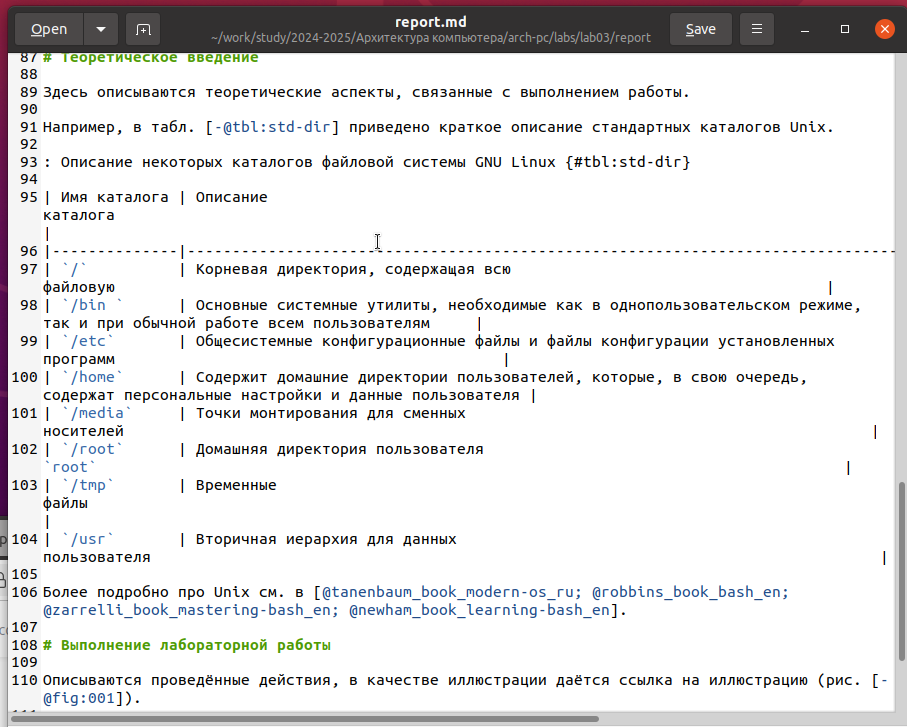 Open
report.md
~/work/study/2024-2025/Архитектура компьютера/arch-pc/labs/lab03/report
Save
87 # Теоретическое введение
88
89 Здесь описываются теоретические аспекты, связанные с выполнением работы.
90
91 Например, в табл. [-@tbl:std-dir] приведено краткое описание стандартных каталогов Unix.
92
93 : Описание некоторых каталогов файловой системы GNU Linux {#tbl:std-dir}
94
95 | Имя каталога | Описание
каталога
|
96 |--------------|-------------------------------------------------------------------------------
97 | `/`          | Корневая директория, содержащая всю
файловую |
98 | `/bin `      | Основные системные утилиты, необходимые как в однопользовательском режиме,
так и при обычной работе всем пользователям |
99 | `/etc`       | Общесистемные конфигурационные файлы и файлы конфигурации установленных
программ |
100 | `/home`      | Содержит домашние директории пользователей, которые, в свою очередь,
содержат персональные настройки и данные пользователя |
101 | `/media`     | Точки монтирования для сменных
носителей |
102 | `/root`      | Домашняя директория пользователя
`root` |
103 | `/tmp`       | Временные
файлы
|
104 | `/usr`       | Вторичная иерархия для данных
пользователя |
105
106 Более подробно про Unix см. в [@tanenbaum_book_modern-os_ru; @robbins_book_bash_en;
@zarrelli_book_mastering-bash_en; @newham_book_learning-bash_en].
107
108 # Выполнение лабораторной работы
109
110 Описываются проведённые действия, в качестве иллюстрации даётся ссылка на иллюстрацию (рис. [-
@fig:001]).